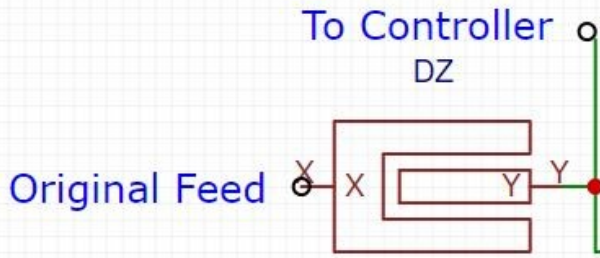 To Controller
DZ
X Y
Original Feed X Y